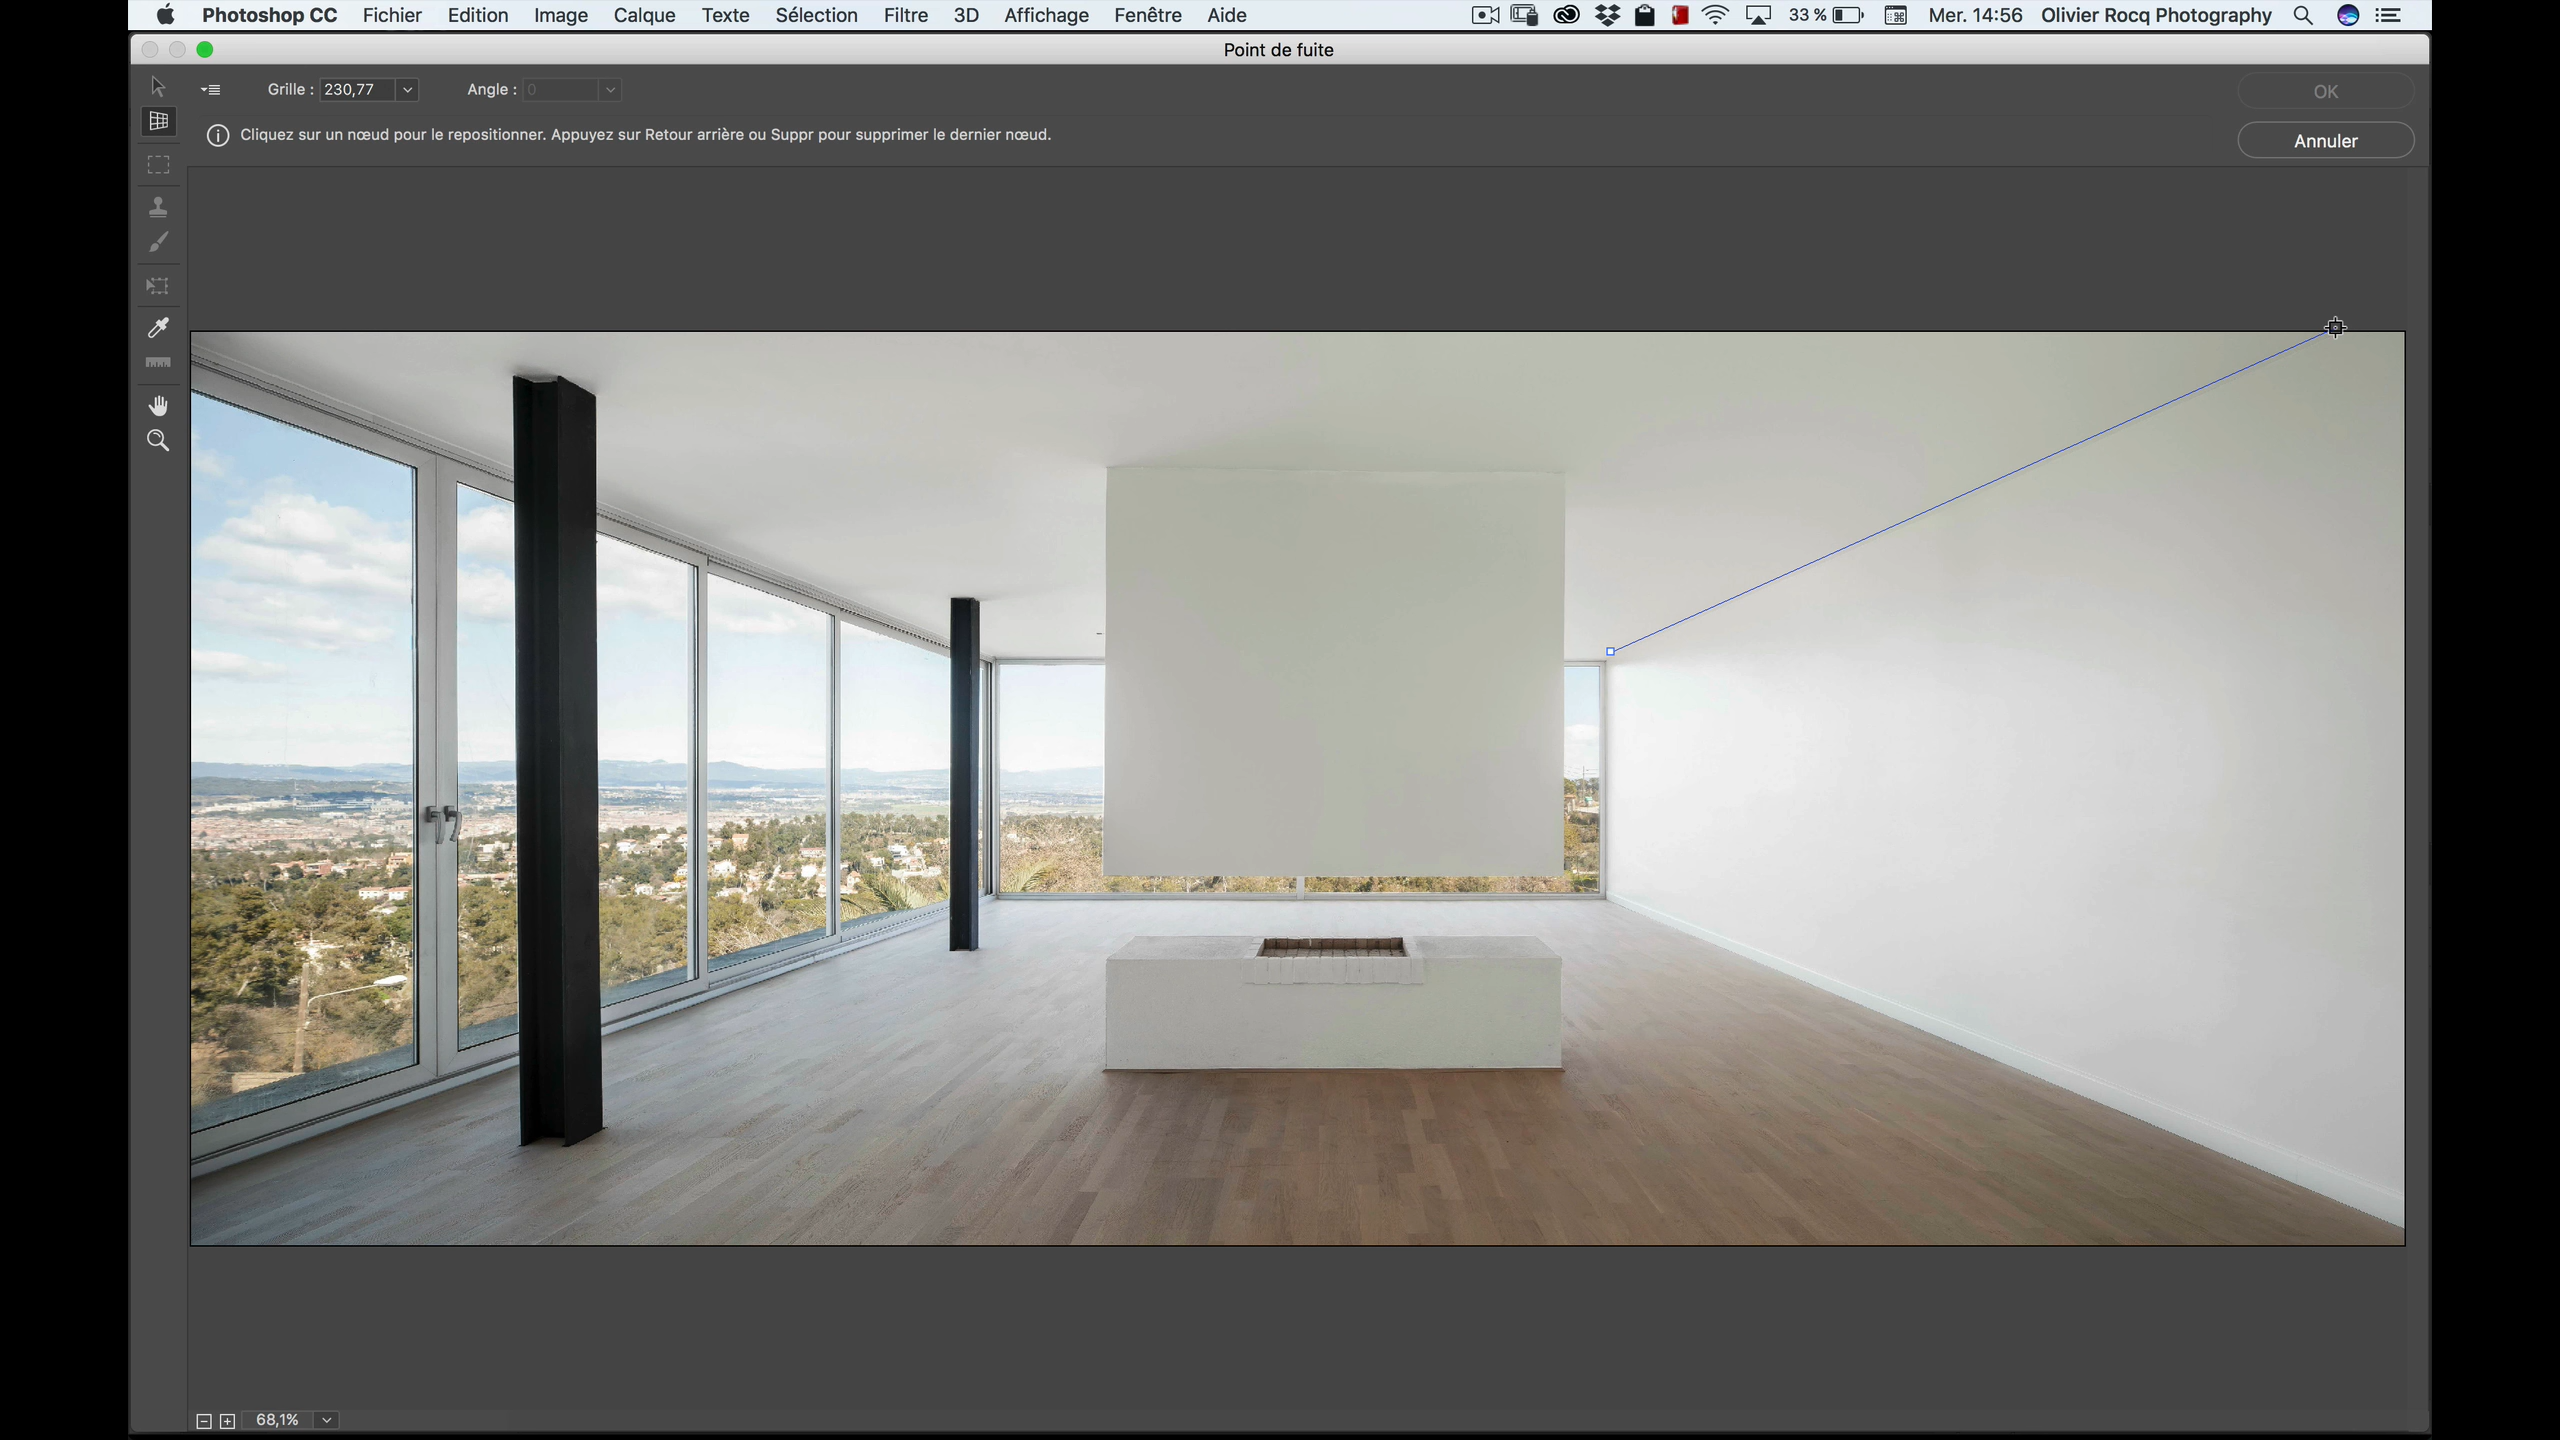 Photoshop CC Fichier Edition Image Calque Texte Sélection Filtre 3D Affichage Fenêtre Aide 33 % Mer. 14:56 Olivier Rocq Photography
Point de fuite
Grille : 230,77 Angle : 0 OK
Cliquez sur un nœud pour le repositionner. Appuyez sur Retour arrière ou Suppr pour supprimer le dernier nœud. Annuler
68,1%